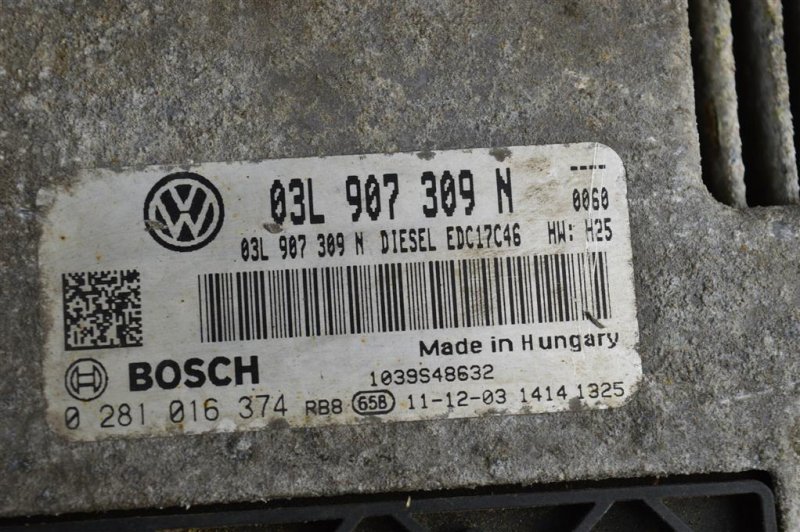 03L 907 309 N ----
0060
03L 907 309 N DIESEL EDC17C46 HW: H25
Made in Hungary
BOSCH 1039S48632
0 281 016 374 RB8 658 11-12-03 1414 1325